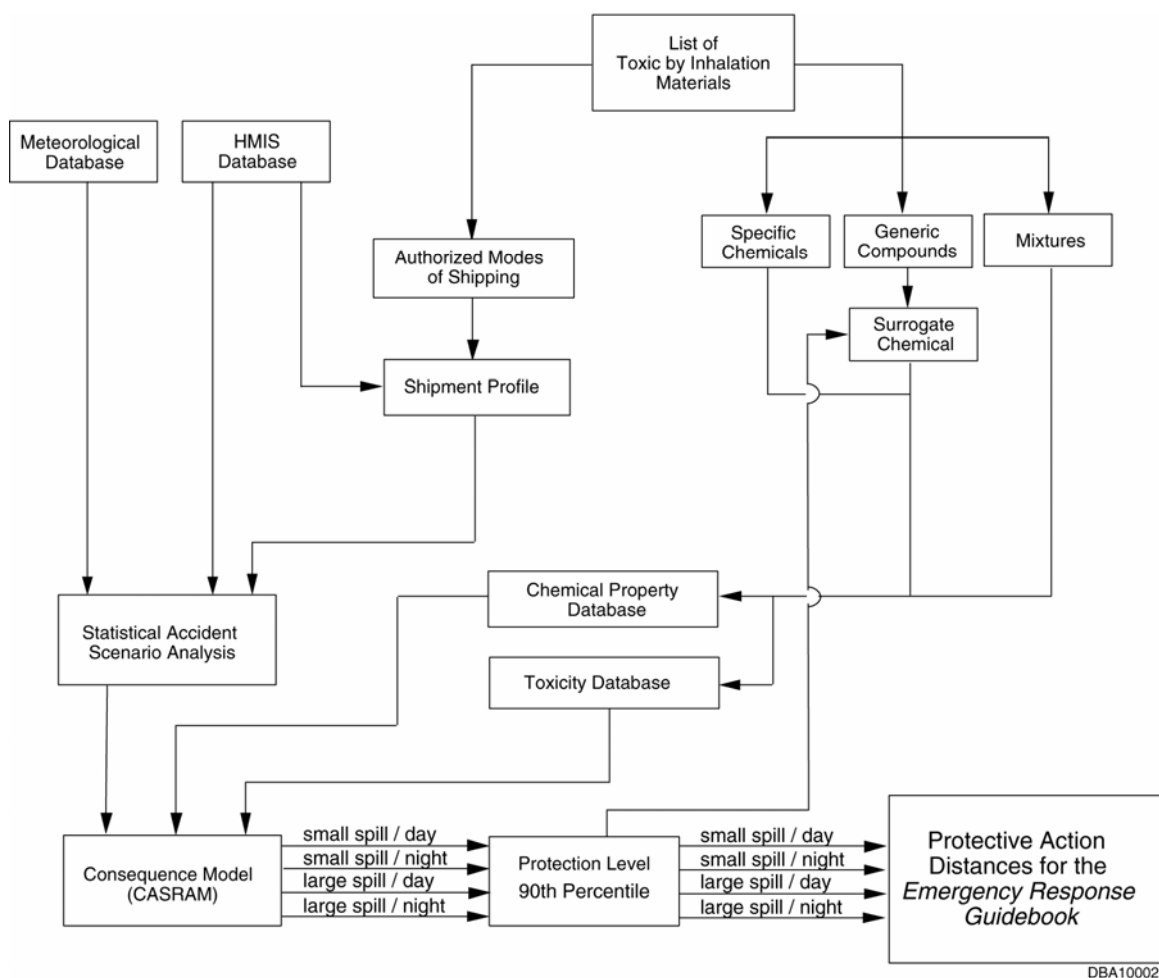 List of
Toxic by Inhalation
Materials
Meteorological
Database
HMIS
Database
Specific
Chemicals
Generic
Compounds
Mixtures
Authorized Modes
of Shipping
Surrogate
Chemical
Shipment Profile
Chemical Property
Database
Statistical Accident
Scenario Analysis
Toxicity Database
Consequence Model
(CASRAM)
small spill / day
small spill / night
large spill / day
large spill / night
Protection Level
90th Percentile
small spill / day
small spill / night
large spill / day
large spill / night
Protective Action
Distances for the
Emergency Response
Guidebook
DBA10002